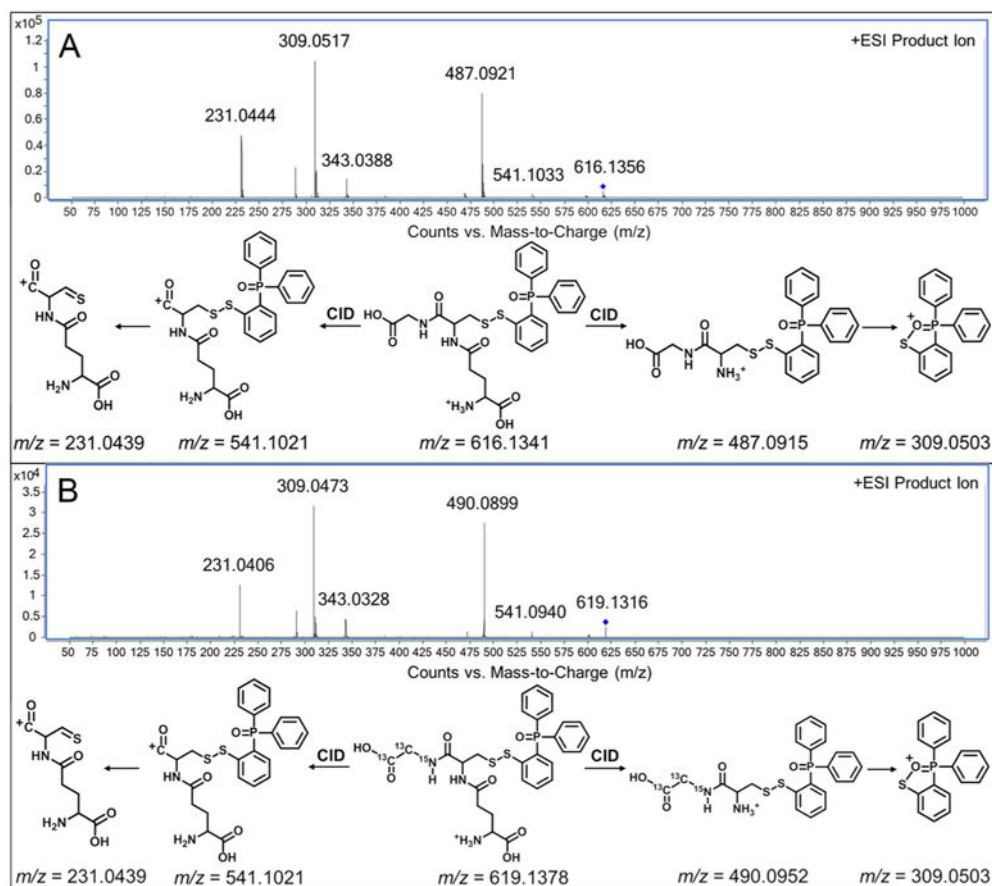 A
+ESI Product Ion
x10⁵
1.2
1
0.8
0.6
0.4
0.2
0
309.0517
487.0921
231.0444
343.0388
541.1033
616.1356
50 75 100 125 150 175 200 225 250 275 300 325 350 375 400 425 450 475 500 525 550 575 600 625 650 675 700 725 750 775 800 825 850 875 900 925 950 975 1000
Counts vs. Mass-to-Charge (m/z)
CID
CID
m/z = 231.0439
m/z = 541.1021
m/z = 616.1341
m/z = 487.0915
m/z = 309.0503
B
+ESI Product Ion
x10⁴
3.5
3
2.5
2
1.5
1
0.5
0
309.0473
490.0899
231.0406
343.0328
541.0940
619.1316
50 75 100 125 150 175 200 225 250 275 300 325 350 375 400 425 450 475 500 525 550 575 600 625 650 675 700 725 750 775 800 825 850 875 900 925 950 975 1000
Counts vs. Mass-to-Charge (m/z)
CID
CID
m/z = 231.0439
m/z = 541.1021
m/z = 619.1378
m/z = 490.0952
m/z = 309.0503